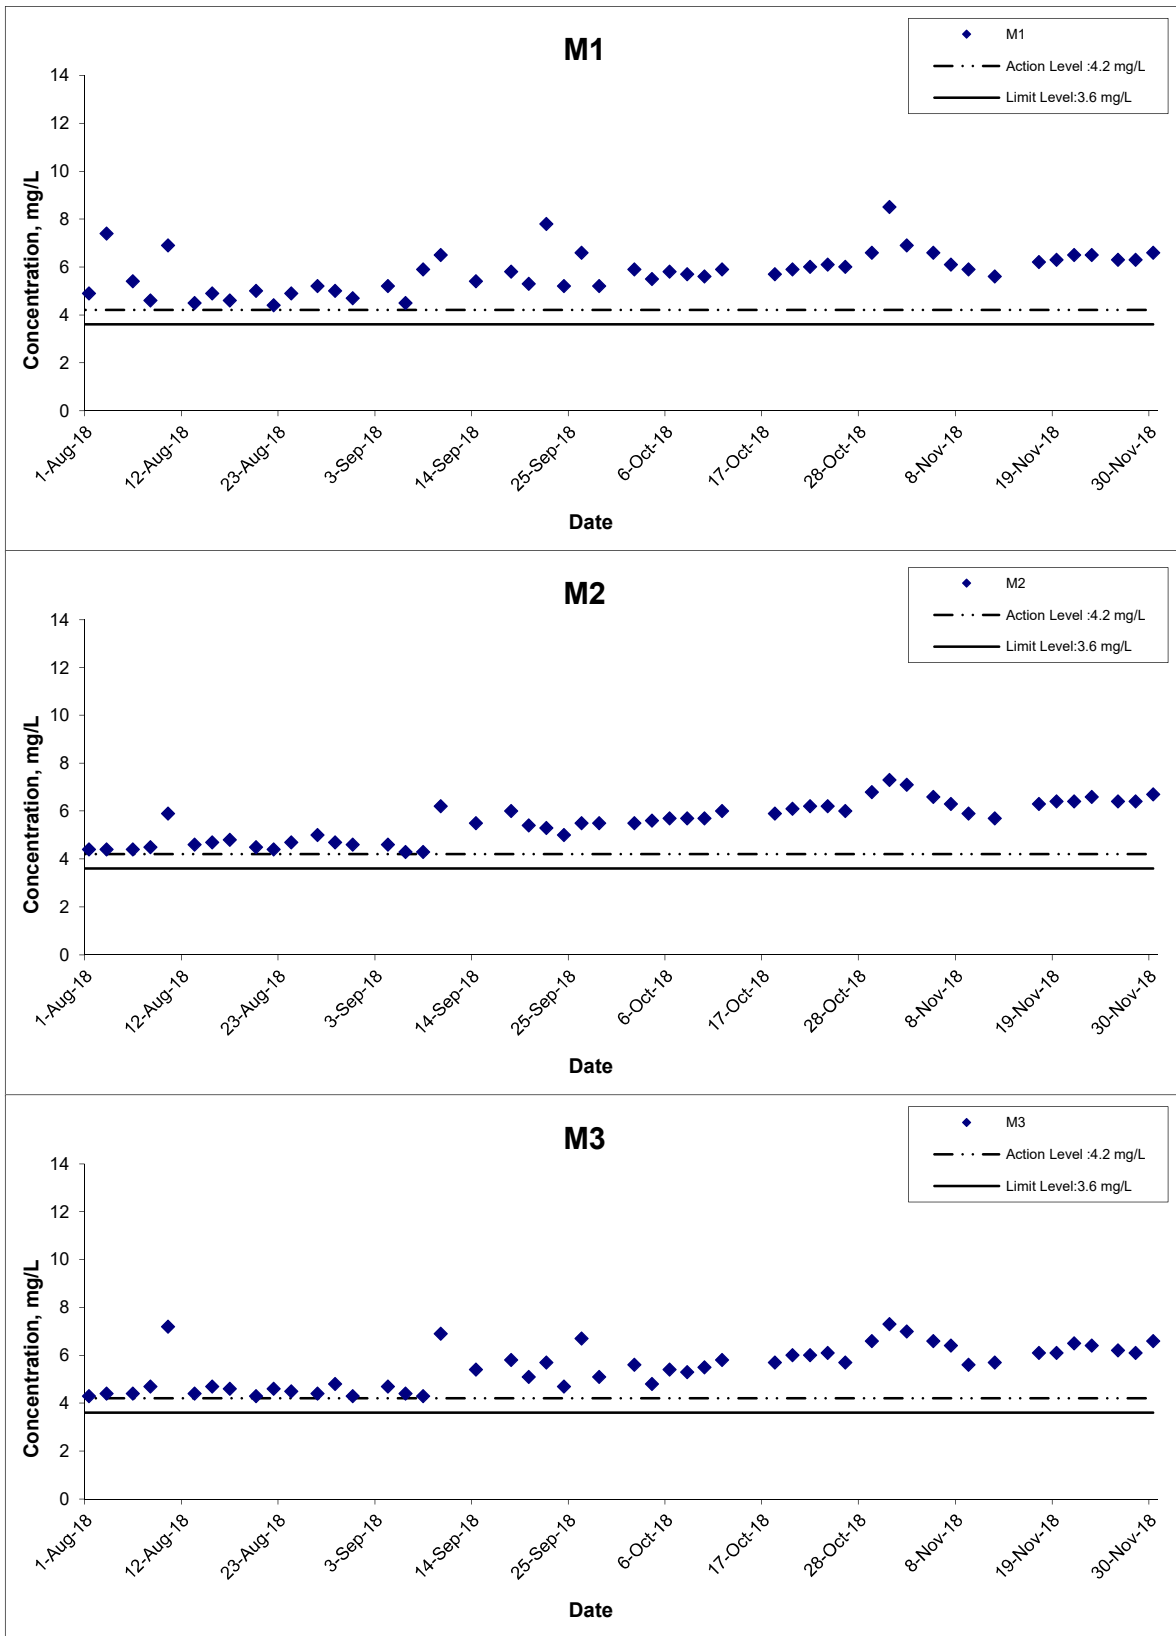 M1
M1
Action Level :4.2 mg/L
Limit Level:3.6 mg/L
Concentration, mg/L
14
12
10
8
6
4
2
0
1-Aug-18
12-Aug-18
23-Aug-18
3-Sep-18
14-Sep-18
25-Sep-18
6-Oct-18
17-Oct-18
28-Oct-18
8-Nov-18
19-Nov-18
30-Nov-18
Date
M2
M2
Action Level :4.2 mg/L
Limit Level:3.6 mg/L
Concentration, mg/L
14
12
10
8
6
4
2
0
1-Aug-18
12-Aug-18
23-Aug-18
3-Sep-18
14-Sep-18
25-Sep-18
6-Oct-18
17-Oct-18
28-Oct-18
8-Nov-18
19-Nov-18
30-Nov-18
Date
M3
M3
Action Level :4.2 mg/L
Limit Level:3.6 mg/L
Concentration, mg/L
14
12
10
8
6
4
2
0
1-Aug-18
12-Aug-18
23-Aug-18
3-Sep-18
14-Sep-18
25-Sep-18
6-Oct-18
17-Oct-18
28-Oct-18
8-Nov-18
19-Nov-18
30-Nov-18
Date